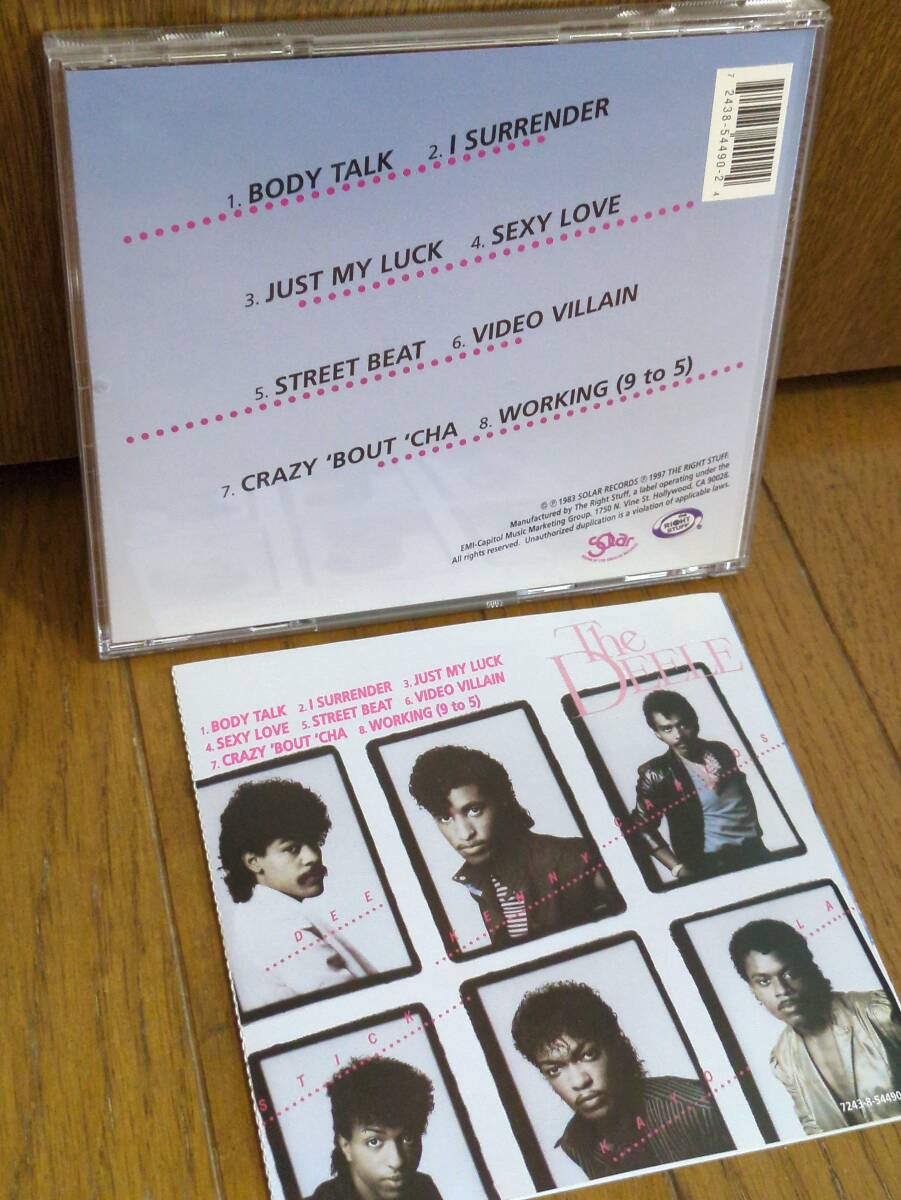 1. BODY TALK 2. I SURRENDER
3. JUST MY LUCK 4. SEXY LOVE
5. STREET BEAT 6. VIDEO VILLAIN
7. CRAZY 'BOUT 'CHA 8. WORKING (9 to 5)
7 2438-54490-2 4
© ℗ 1983 SOLAR RECORDS ℗ 1997 THE RIGHT STUFF.
Manufactured by The Right Stuff, a label operating under the
EMI-Capitol Music Marketing Group, 1750 N. Vine St. Hollywood, CA 90028.
All rights reserved. Unauthorized duplication is a violation of applicable laws.
SOlar
THE RIGHT STUFF
The
DEELE
1. BODY TALK 2. I SURRENDER 3. JUST MY LUCK
4. SEXY LOVE 5. STREET BEAT 6. VIDEO VILLAIN
7. CRAZY 'BOUT 'CHA 8. WORKING (9 to 5)
DEE
KENNY
CARLOS
STICK
KAYO
LA
7243-8-54490